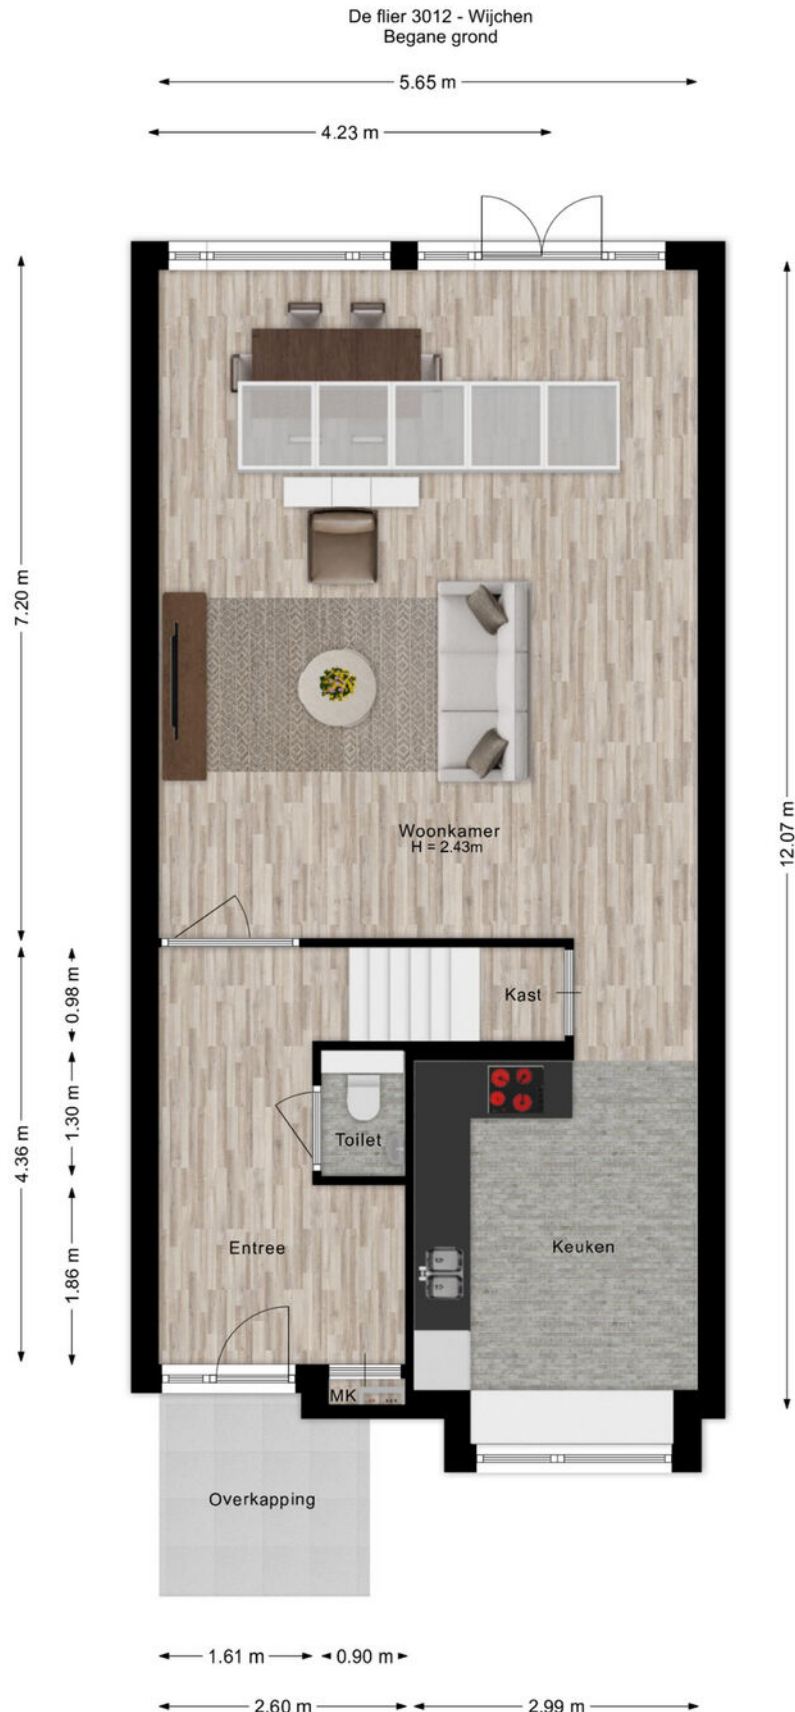 De flier 3012 - Wijchen
Begane grond
5.65 m
4.23 m
7.20 m
12.07 m
Woonkamer
H = 2.43m
0.98 m
Kast
4.36 m
1.30 m
Toilet
Entree
Keuken
1.86 m
MK
Overkapping
1.61 m
0.90 m
2.60 m
2.99 m